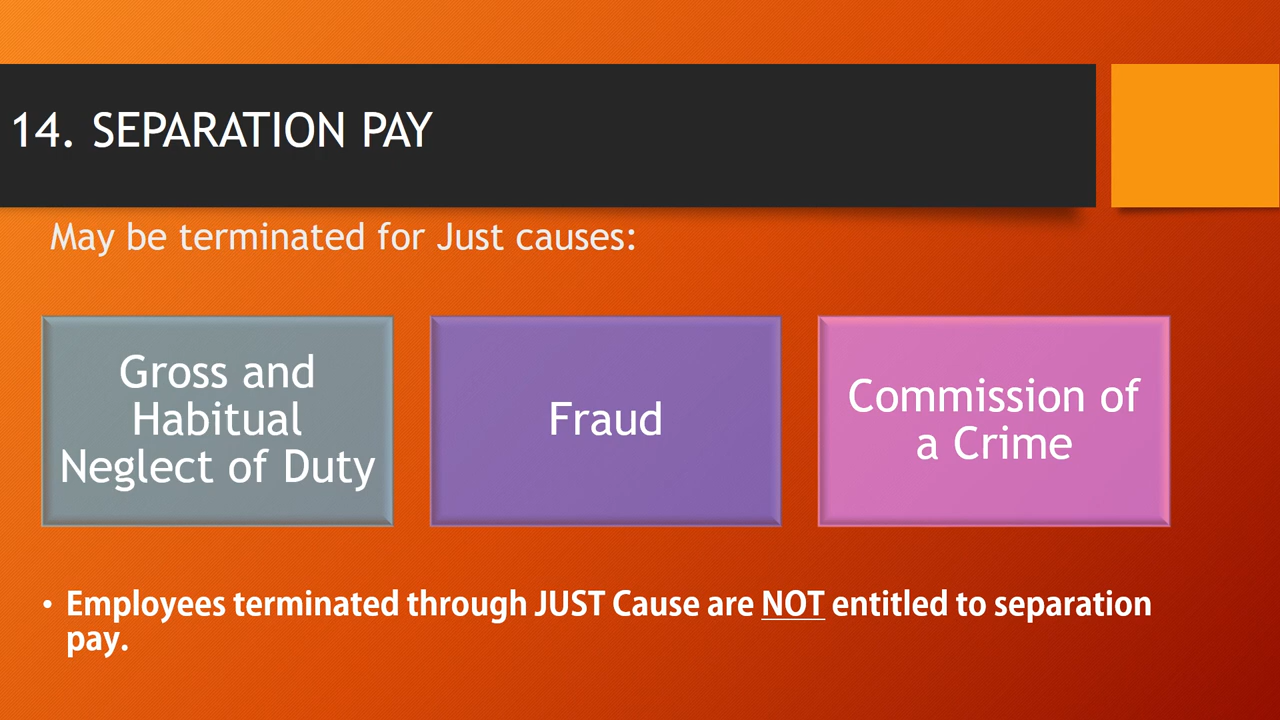 14. SEPARATION PAY
May be terminated for Just causes:
Gross and
Habitual
Neglect of Duty
Fraud
Commission of
a Crime
• Employees terminated through JUST Cause are NOT entitled to separation
pay.